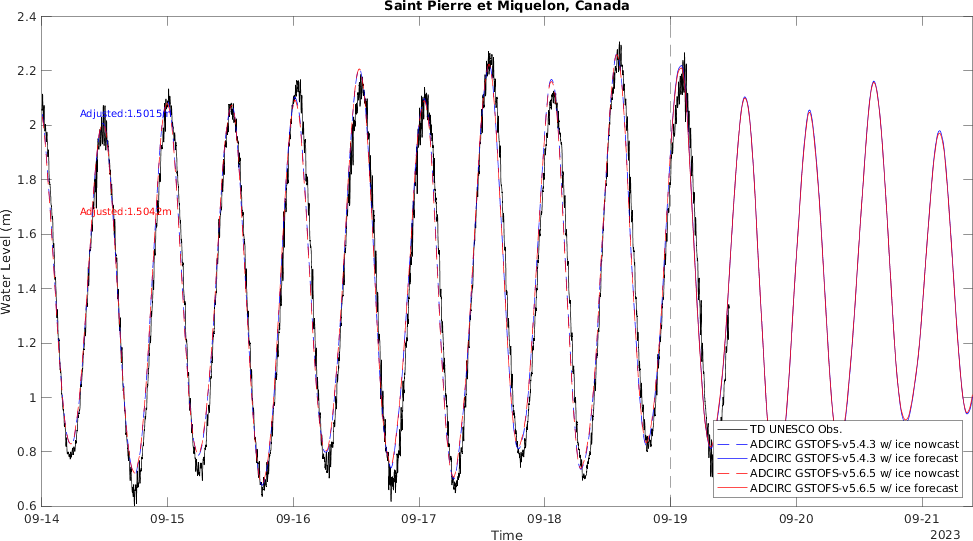 Saint Pierre et Miquelon, Canada
2.4
2.2
2
1.8
1.6
1.4
1.2
1
0.8
0.6
Water Level (m)
Adjusted:1.5015m
Adjusted:1.5042m
TD UNESCO Obs.
ADCIRC GSTOFS-v5.4.3 w/ ice nowcast
ADCIRC GSTOFS-v5.4.3 w/ ice forecast
ADCIRC GSTOFS-v5.6.5 w/ ice nowcast
ADCIRC GSTOFS-v5.6.5 w/ ice forecast
09-14 09-15 09-16 09-17 09-18 09-19 09-20 09-21
Time
2023